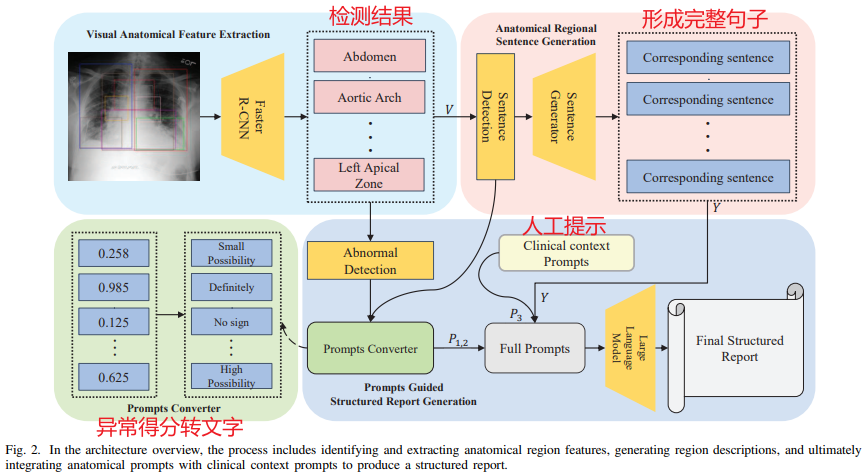 检测结果
形成完整句子
Visual Anatomical Feature Extraction
Anatomical Regional
Sentence Generation
Faster
R-CNN
Abdomen
Aortic Arch
Left Apical
Zone
V
Sentence
Detection
Sentence
Generator
Corresponding sentence
Corresponding sentence
Corresponding sentence
Y
人工提示
0.258
0.985
0.125
0.625
Small
Possibility
Definitely
No sign
High
Possibility
Prompts Converter
异常得分转文字
Abnormal
Detection
Clinical context
Prompts
Y
P3
Prompts Converter
P1,2
Full Prompts
Large
Language
Model
Final Structured
Report
Prompts Guided
Structured Report Generation
Fig. 2. In the architecture overview, the process includes identifying and extracting anatomical region features, generating region descriptions, and ultimately
integrating anatomical prompts with clinical context prompts to produce a structured report.